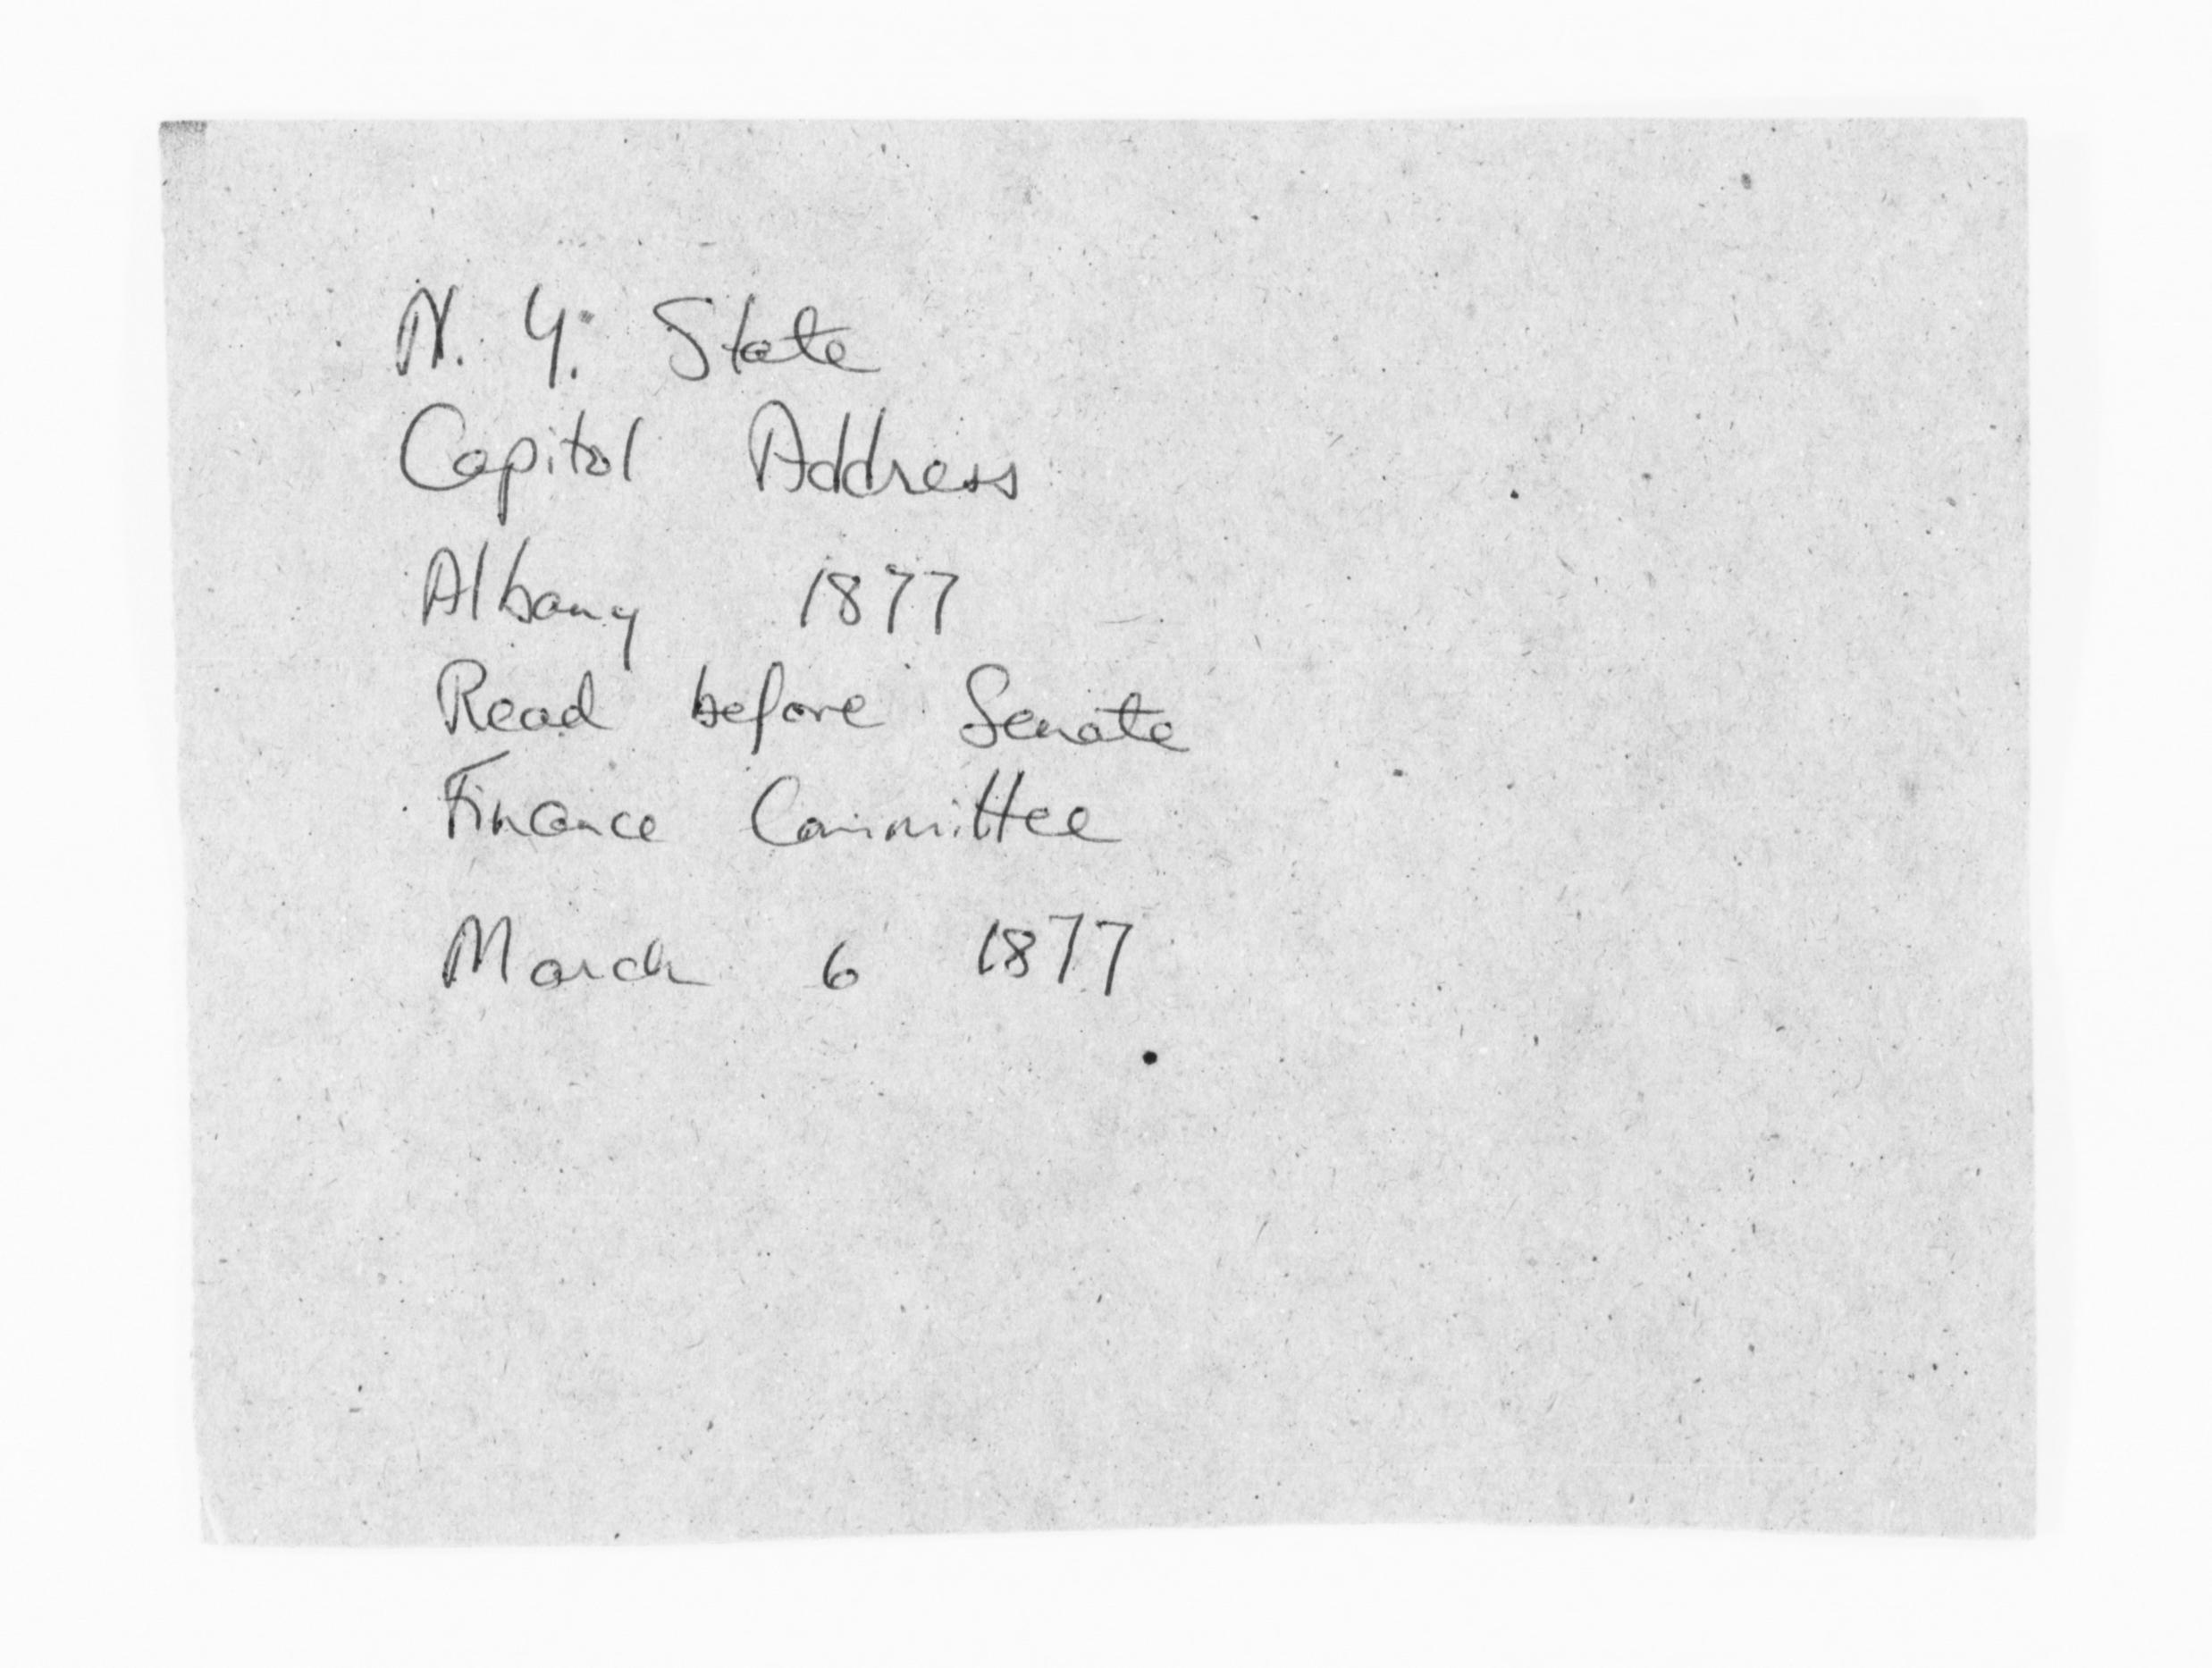 N. Y. State
Capitol Address
Albany 1877
Read before Senate
Finance Committee
March 6 1877